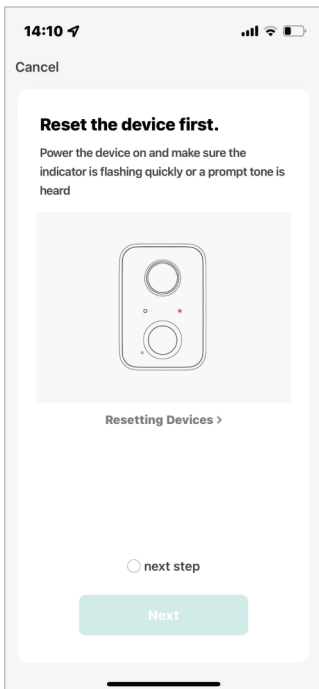 14:10
Cancel
Reset the device first.
Power the device on and make sure the
indicator is flashing quickly or a prompt tone is
heard
Resetting Devices >
next step
Next